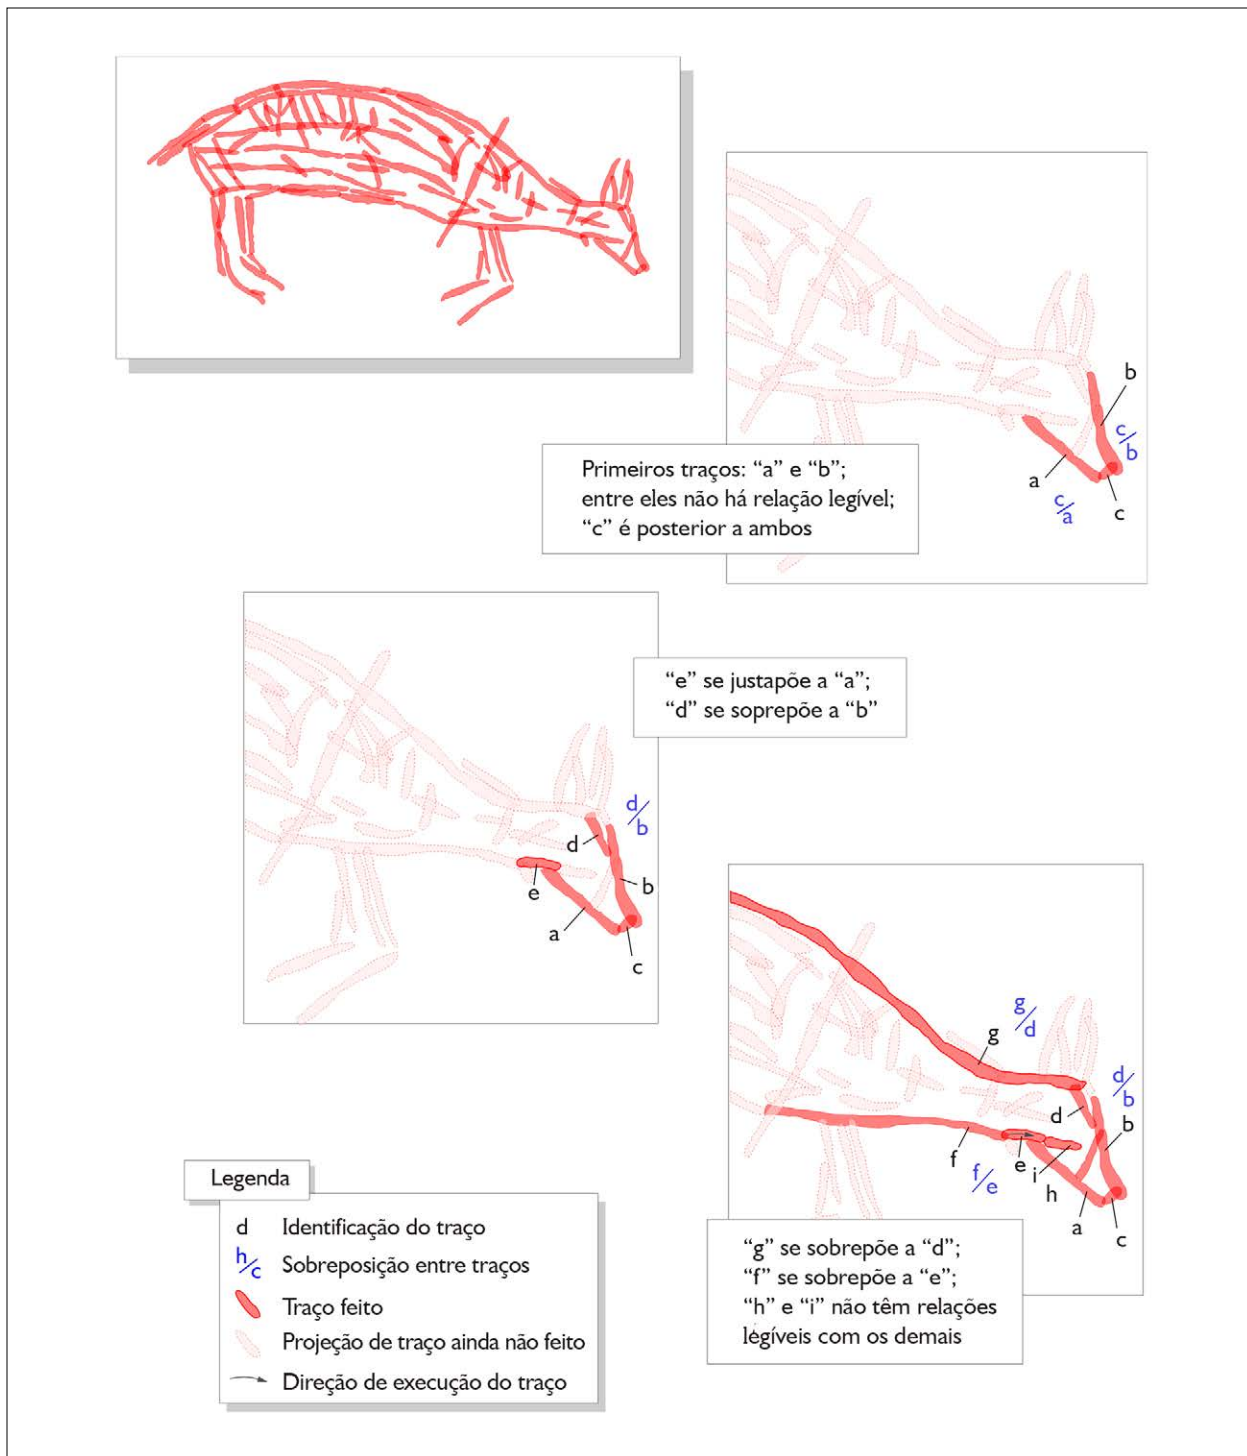 b
c/b
a
c/a
c
Primeiros traços: “a” e “b”;
entre eles não há relação legível;
“c” é posterior a ambos
“e” se justapõe a “a”;
“d” se soprepõe a “b”
d/b
d
e
b
a
c
g/d
g
d/b
d
b
f
e
f/e
i
h
a
c
“g” se sobrepõe a “d”;
“f” se sobrepõe a “e”;
“h” e “i” não têm relações
legíveis com os demais
Legenda
d Identificação do traço
h/c Sobreposição entre traços
Traço feito
Projeção de traço ainda não feito
Direção de execução do traço